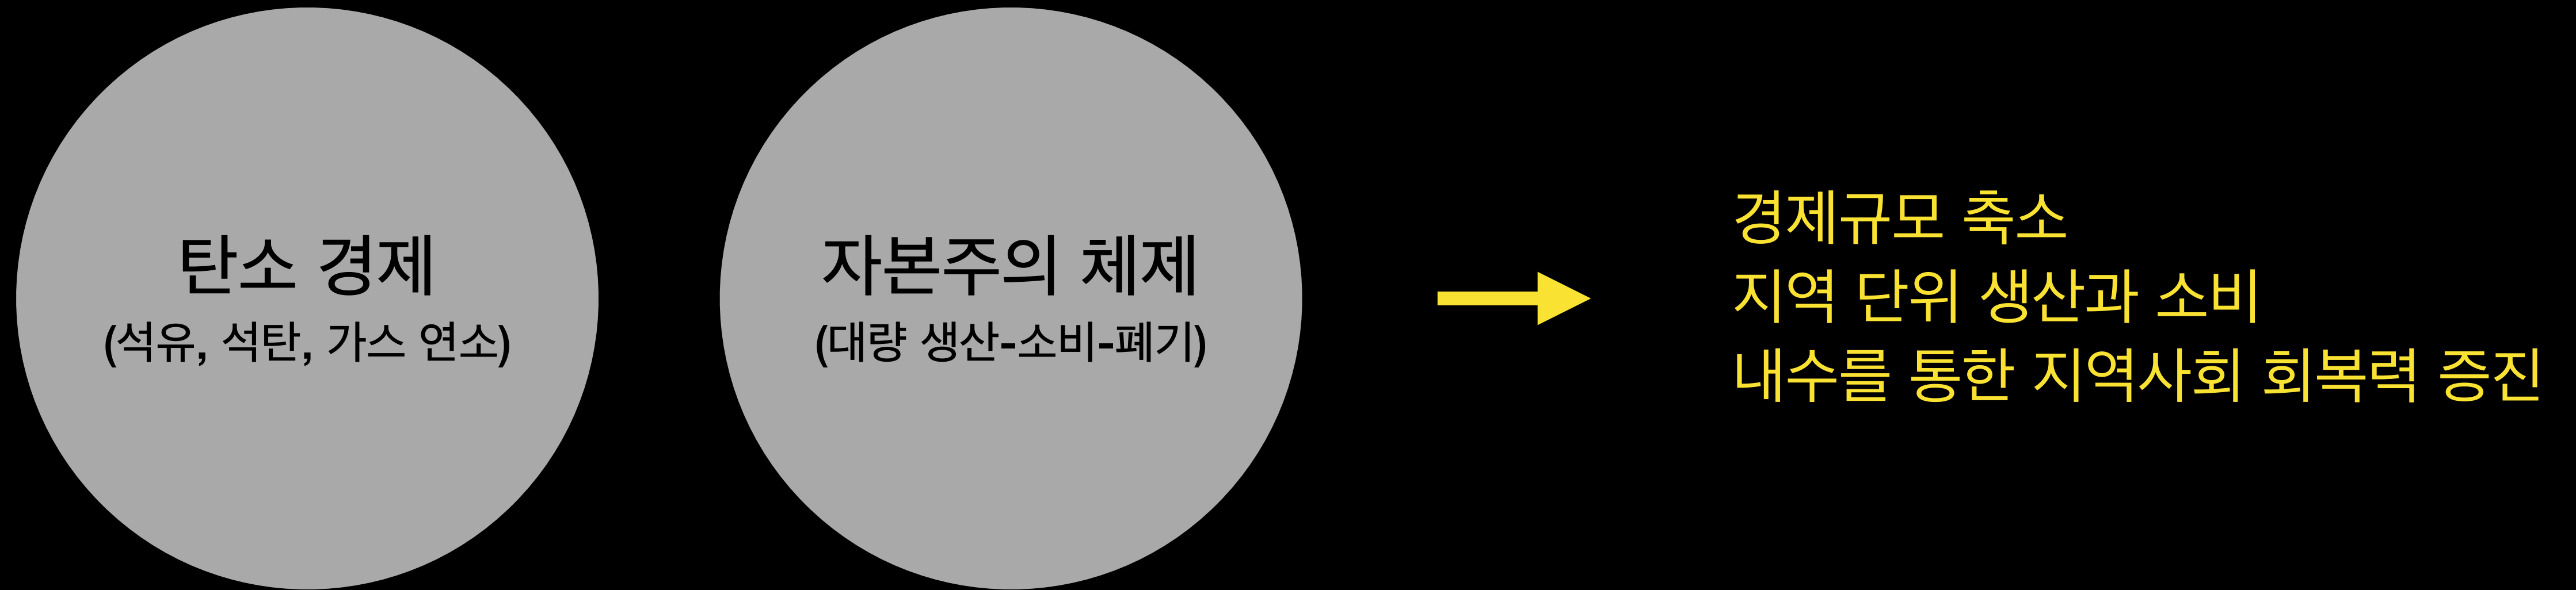 탄소 경제
(석유, 석탄, 가스 연소)
자본주의 체제
(대량 생산-소비-폐기)
경제규모 축소
지역 단위 생산과 소비
내수를 통한 지역사회 회복력 증진